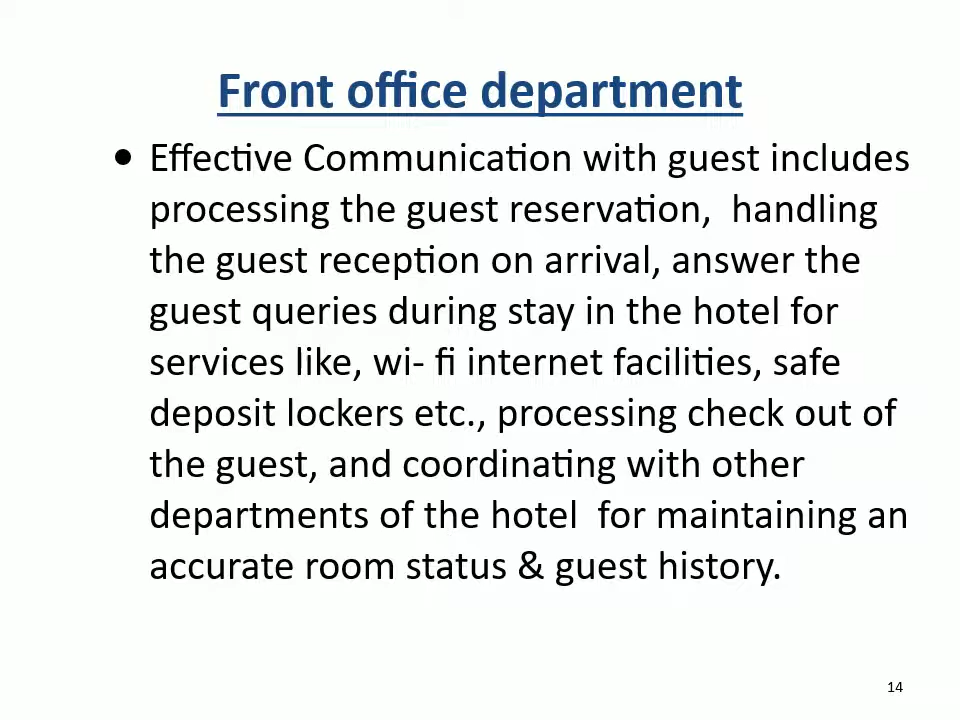 Front office department
• Effective Communication with guest includes
processing the guest reservation,  handling
the guest reception on arrival, answer the
guest queries during stay in the hotel for
services like, wi- fi internet facilities, safe
deposit lockers etc., processing check out of
the guest, and coordinating with other
departments of the hotel  for maintaining an
accurate room status & guest history.
14